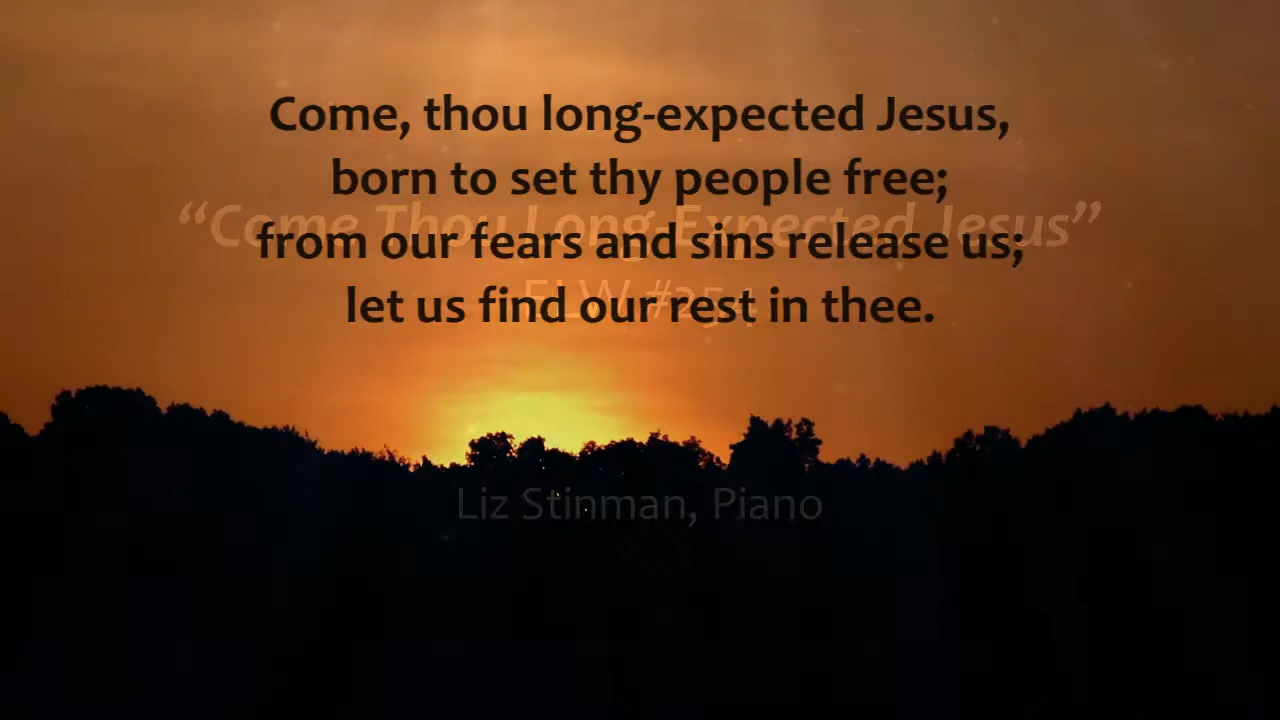 Come, thou long-expected Jesus,
born to set thy people free;
“Come Thou Long Expected Jesus”
from our fears and sins release us;
ELW #254
let us find our rest in thee.
Liz Stinman, Piano